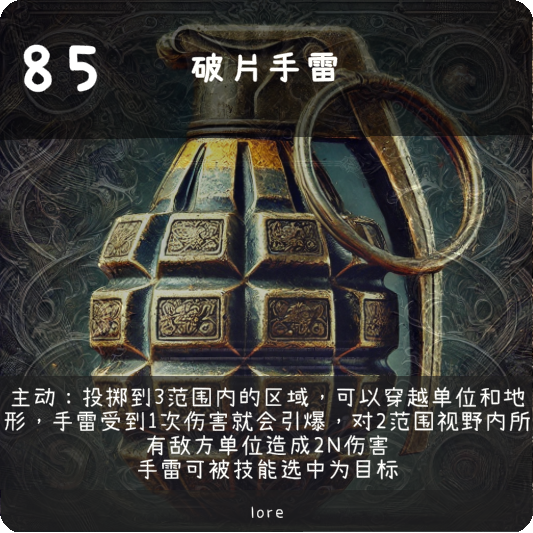 85
破片手雷
主动：投掷到3范围内的区域，可以穿越单位和地
形，手雷受到1次伤害就会引爆，对2范围视野内所
有敌方单位造成2N伤害
手雷可被技能选中为目标
lore